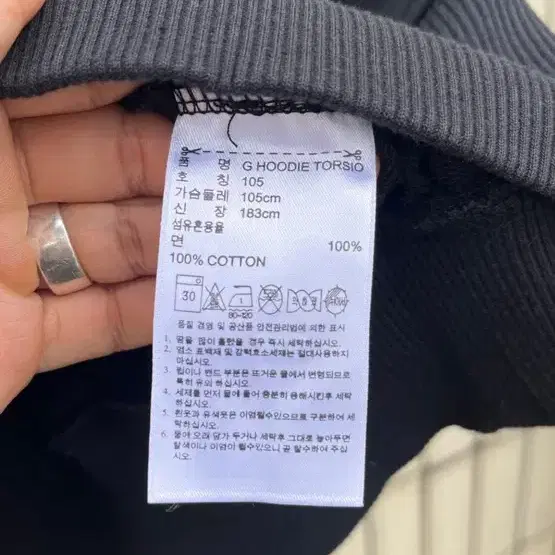 품 명 G HOODIE TORSIO
호 칭 105
가슴둘레 105cm
신 장 183cm
섬유혼용율
면 100%
100% COTTON
30
80-120
품질 경영 및 공산품 안전관리법에 의한 표시
1. 땀을 많이 흘렸을 경우 즉시 세탁하십시오.
2. 염소 표백제 및 강력효소세제는 절대사용하지 마십시오.
3. 컵이나 밴드 부분은 뜨거운 물에서 변형되므로
특히 유의 하십시오.
4. 세제를 먼저 물에 풀어 충분히 용해시킨후 세탁
하십시오.
5. 흰옷과 유색옷은 이염될수있으므로 구분하여 세
탁하십시오.
6. 물에 오래 담가 두거나 세탁후 그대로 놓아두면
탈색이나 이염이 될수있으니 곧 탈수하여 주십
시오.